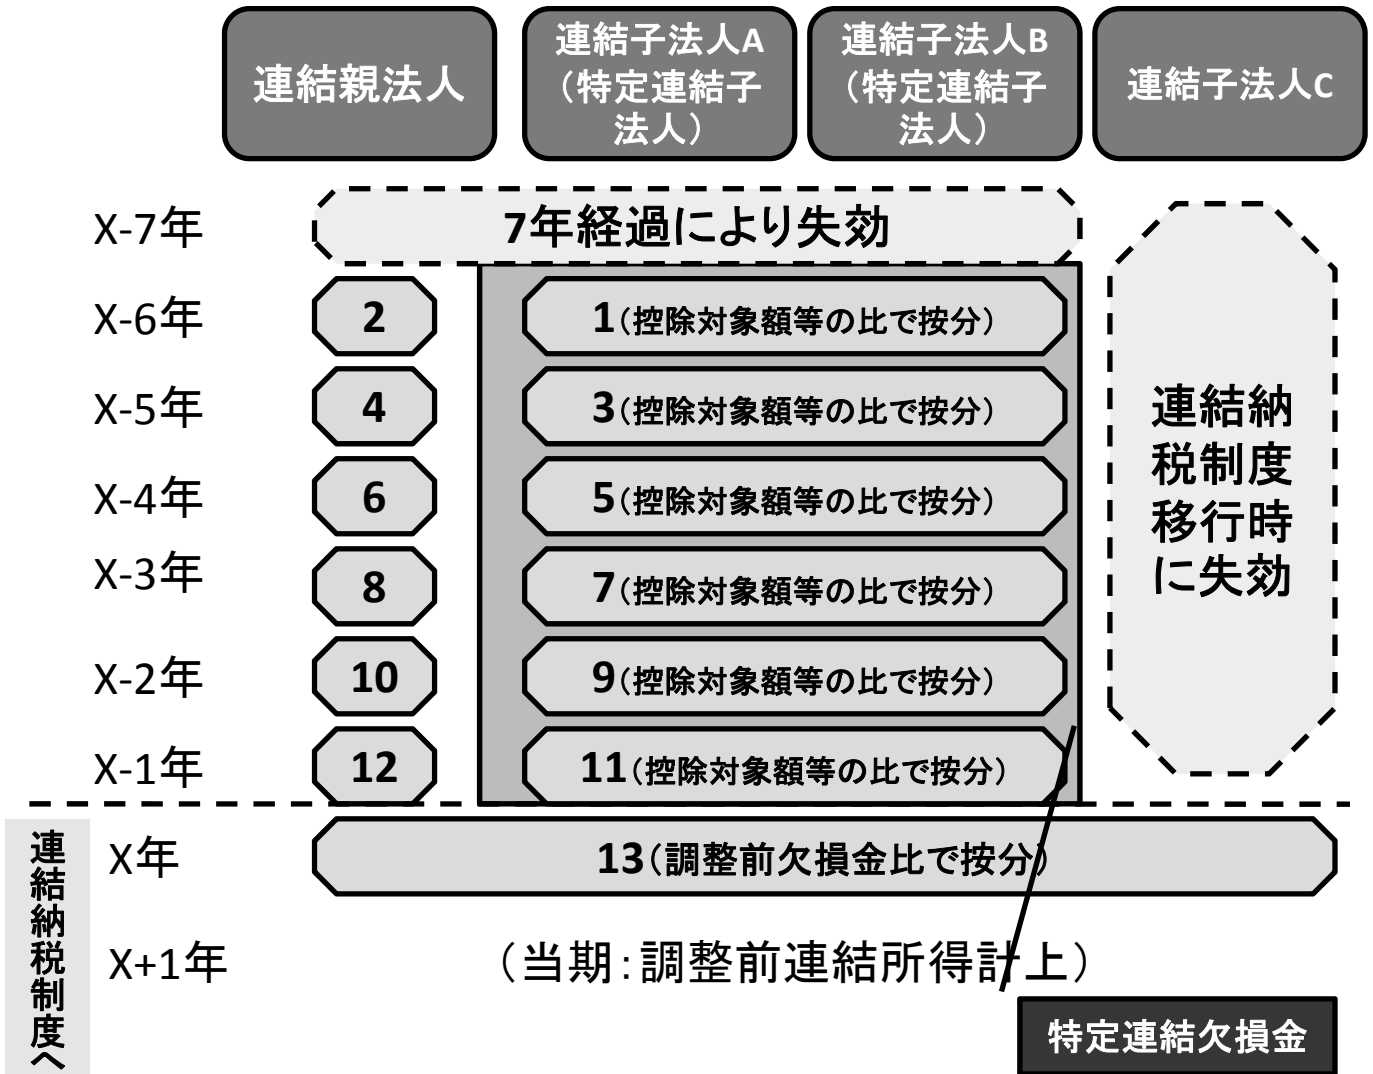 連結親法人
連結子法人A
（特定連結子
法人）
連結子法人B
（特定連結子
法人）
連結子法人C
X-7年
7年経過により失効
X-6年
2
1（控除対象額等の比で按分）
X-5年
4
3（控除対象額等の比で按分）
X-4年
6
5（控除対象額等の比で按分）
X-3年
8
7（控除対象額等の比で按分）
X-2年
10
9（控除対象額等の比で按分）
X-1年
12
11（控除対象額等の比で按分）
連結納
税制度
移行時
に失効
連結納税制度へ
X年
13（調整前欠損金比で按分）
X+1年
（当期：調整前連結所得計上）
特定連結欠損金